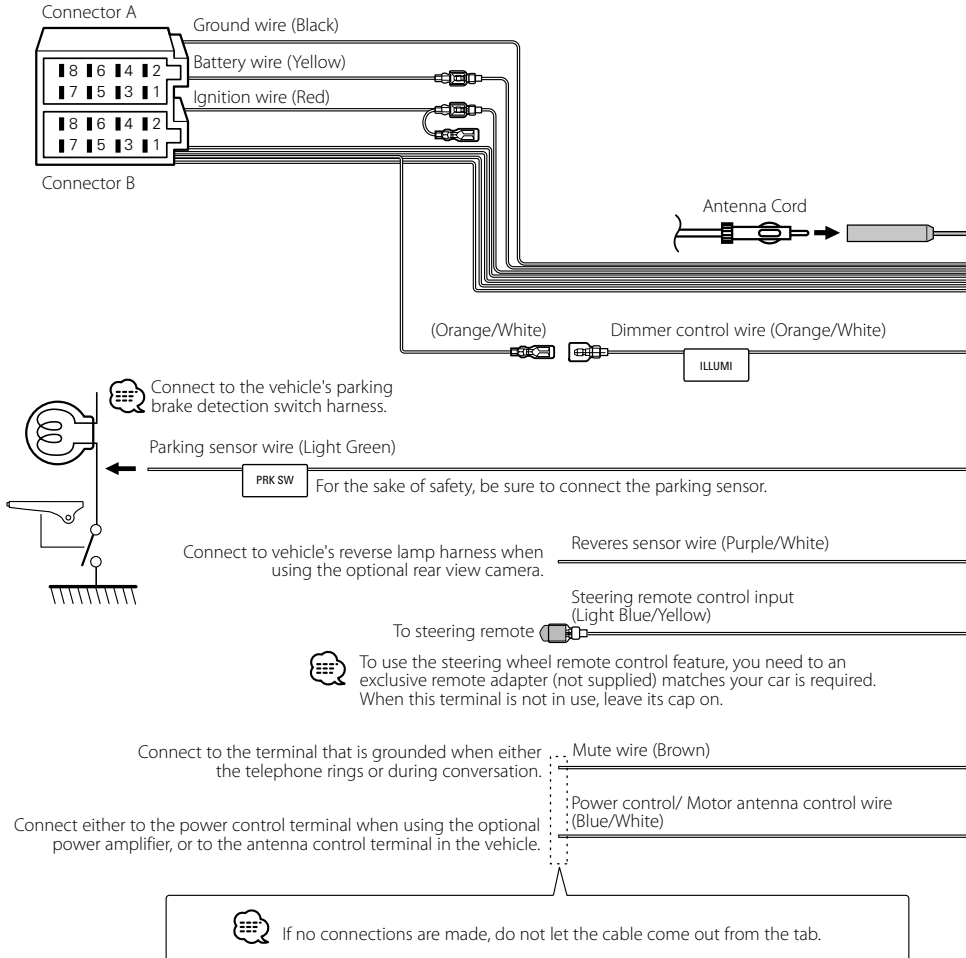 Connector A
Ground wire (Black)
Battery wire (Yellow)
Ignition wire (Red)
8 6 4 2
7 5 3 1
8 6 4 2
7 5 3 1
Connector B
Antenna Cord
(Orange/White)
Dimmer control wire (Orange/White)
ILLUMI
Connect to the vehicle's parking
brake detection switch harness.
Parking sensor wire (Light Green)
PRK SW
For the sake of safety, be sure to connect the parking sensor.
Connect to vehicle's reverse lamp harness when
using the optional rear view camera.
Reveres sensor wire (Purple/White)
Steering remote control input
(Light Blue/Yellow)
To steering remote
To use the steering wheel remote control feature, you need to an
exclusive remote adapter (not supplied) matches your car is required.
When this terminal is not in use, leave its cap on.
Connect to the terminal that is grounded when either
the telephone rings or during conversation.
Mute wire (Brown)
Power control/ Motor antenna control wire
(Blue/White)
Connect either to the power control terminal when using the optional
power amplifier, or to the antenna control terminal in the vehicle.
If no connections are made, do not let the cable come out from the tab.